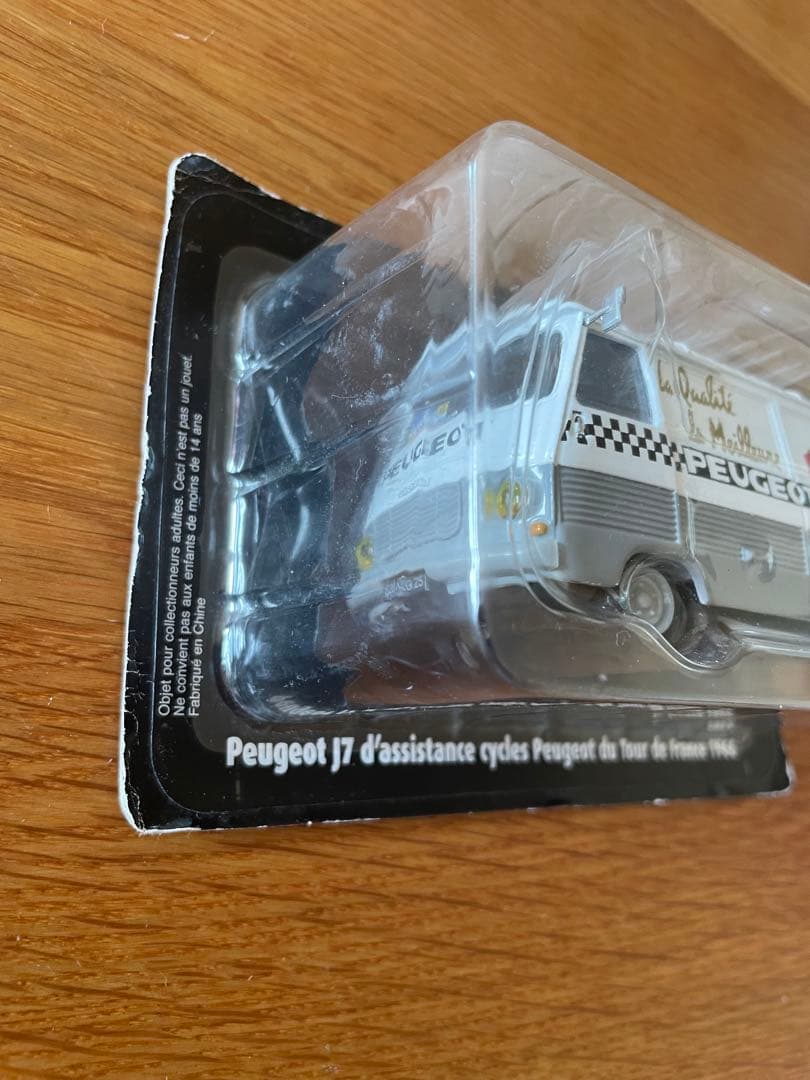 Objet pour collectionneurs adultes. Ceci n'est pas un jouet.
Ne convient pas aux enfants de moins de 14 ans
Fabriqué en Chine
La Qualité
la Meilleure
PEUGEOT
PEUGEOT
Peugeot J7 d'assistance cycles Peugeot du Tour de France 1966